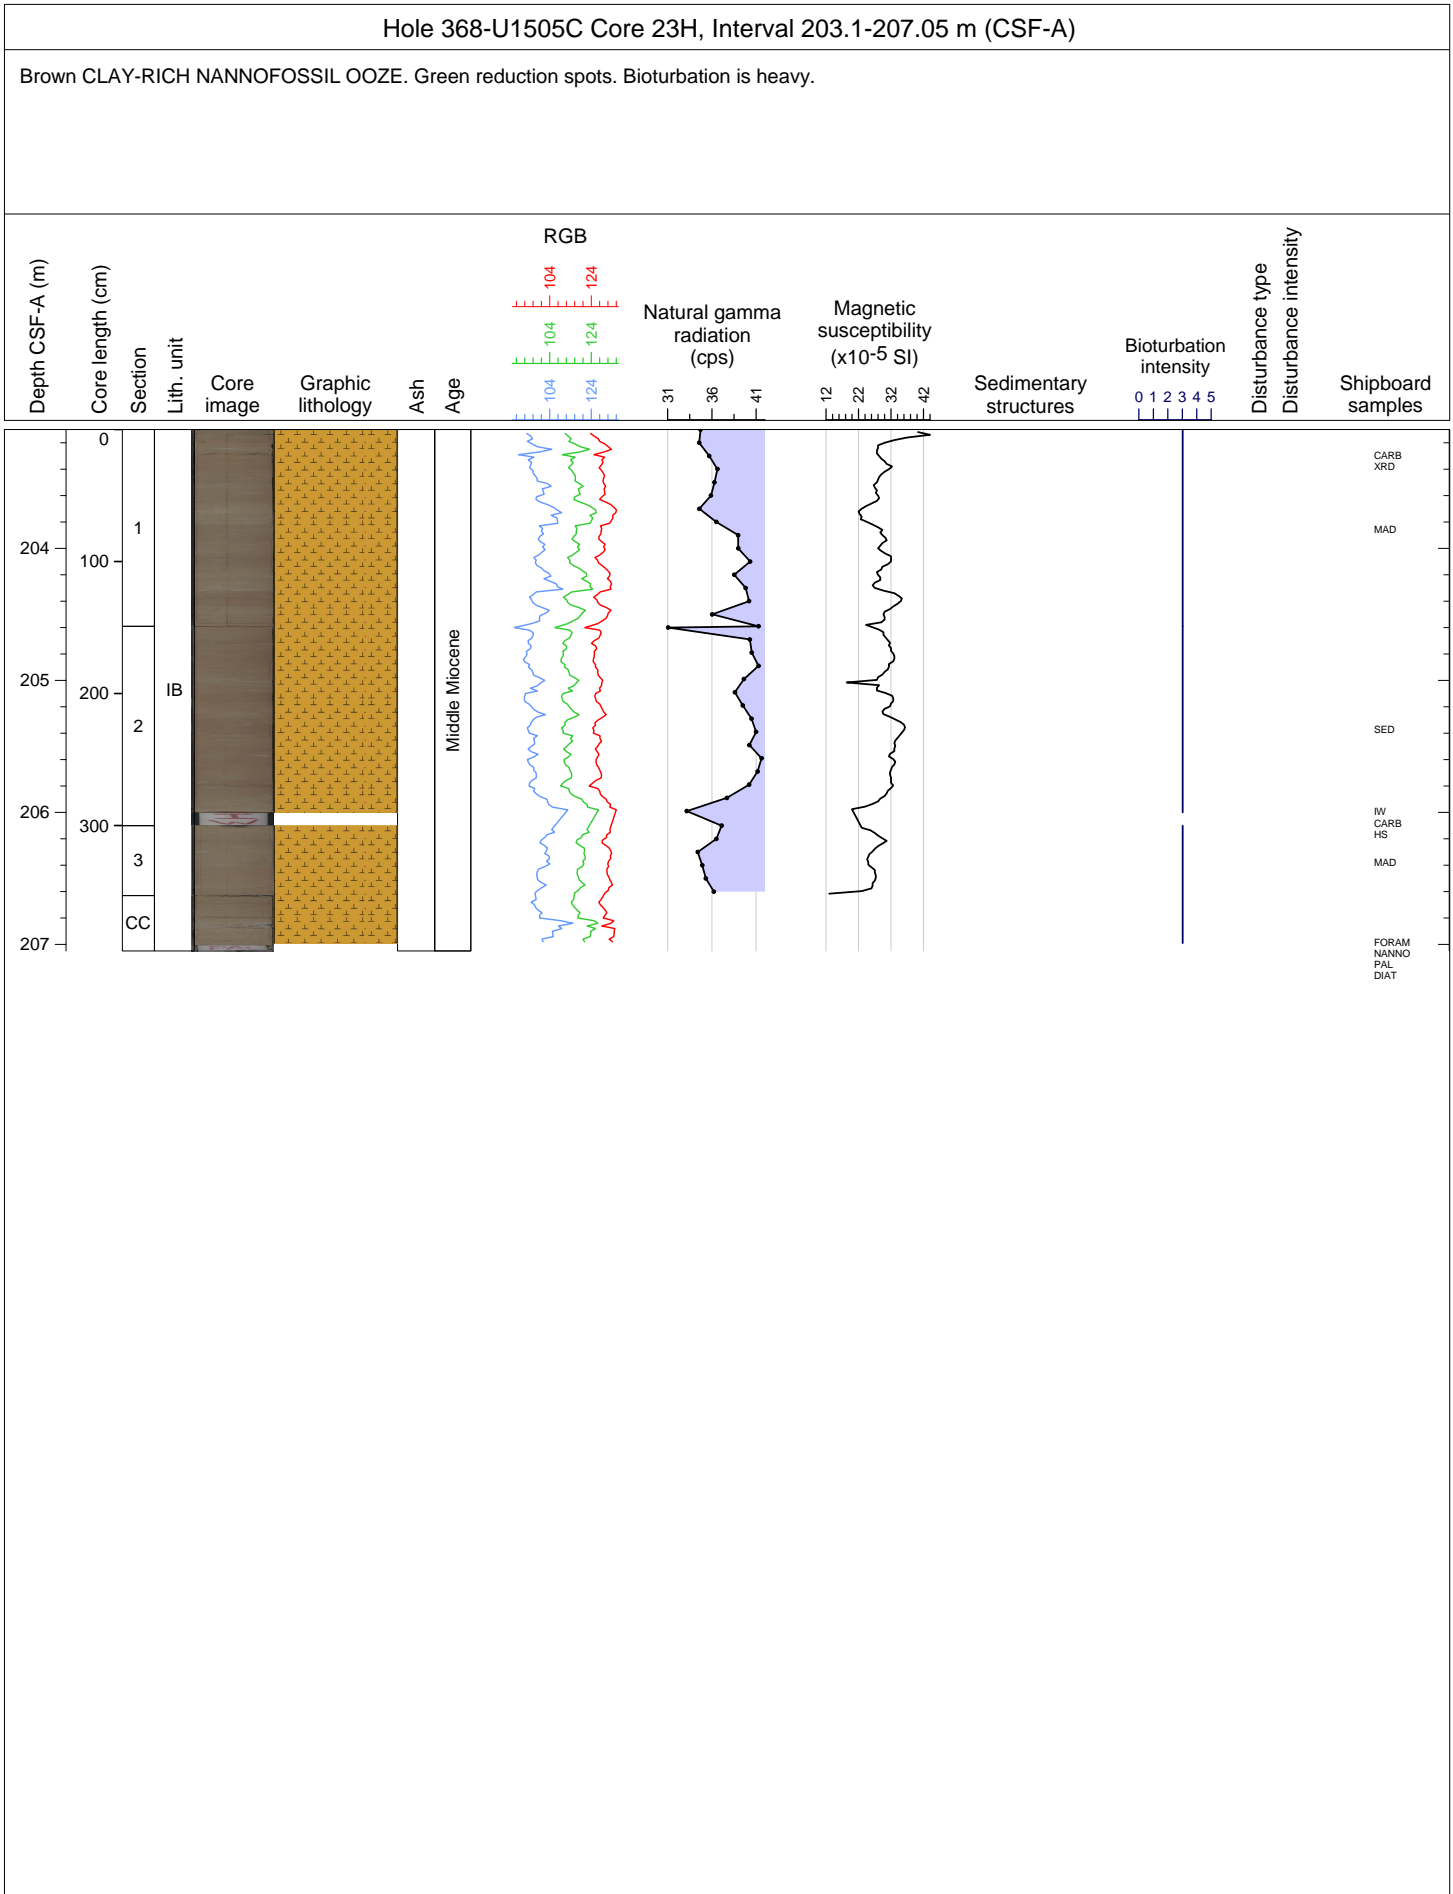 Hole 368-U1505C Core 23H, Interval 203.1-207.05 m (CSF-A)
Brown CLAY-RICH NANNOFOSSIL OOZE. Green reduction spots. Bioturbation is heavy.
Depth CSF-A (m)
Core length (cm)
Section
Lith. unit
Core
image
Graphic
lithology
Ash
Age
RGB
104 124
104 124
104 124
Natural gamma
radiation
(cps)
31 36 41
Magnetic
susceptibility
(x10-5 SI)
12 22 32 42
Sedimentary
structures
Bioturbation
intensity
0 1 2 3 4 5
Disturbance type
Disturbance intensity
Shipboard
samples
204
205
206
207
0
100
200
300
1
2
3
CC
IB
Middle Miocene
CARB
XRD
MAD
SED
IW
CARB
HS
MAD
FORAM
NANNO
PAL
DIAT